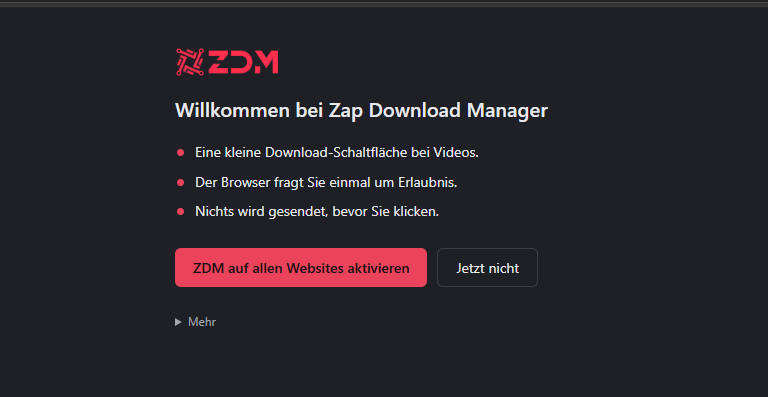 ZDM
Willkommen bei Zap Download Manager
Eine kleine Download-Schaltfläche bei Videos.
Der Browser fragt Sie einmal um Erlaubnis.
Nichts wird gesendet, bevor Sie klicken.
ZDM auf allen Websites aktivieren
Jetzt nicht
Mehr